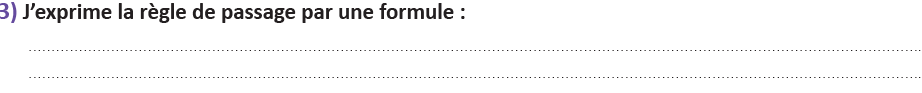 3) J’exprime la règle de passage par une formule :